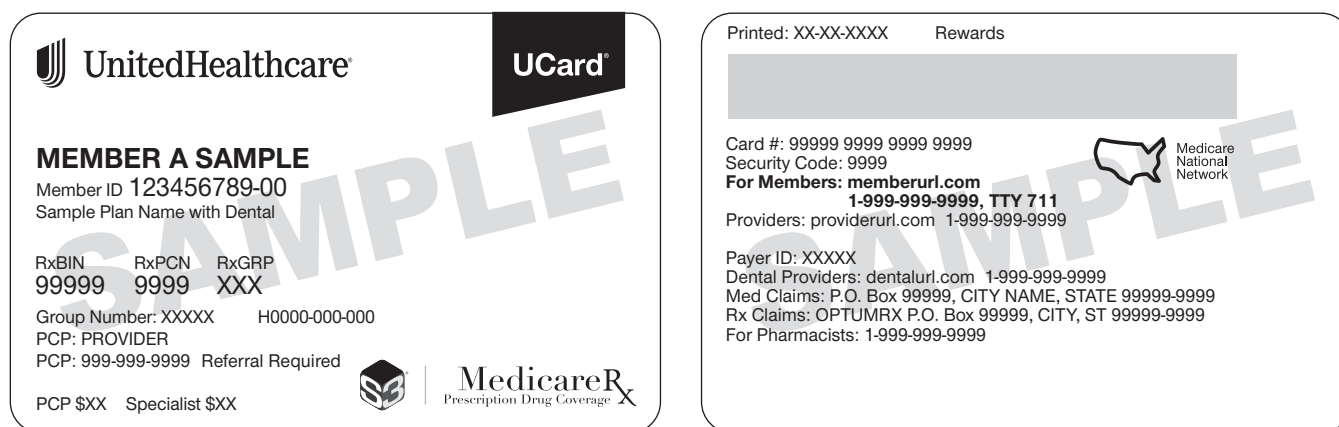 UnitedHealthcare®
UCard®
SAMPLE
MEMBER A SAMPLE
Member ID 123456789-00
Sample Plan Name with Dental
RxBIN RxPCN RxGRP
99999 9999 XXX
Group Number: XXXXX H0000-000-000
PCP: PROVIDER
PCP: 999-999-9999 Referral Required
PCP $XX Specialist $XX
S3
MedicareRx
Prescription Drug Coverage
Printed: XX-XX-XXXX Rewards
SAMPLE
Card #: 99999 9999 9999 9999
Security Code: 9999
For Members: memberurl.com
1-999-999-9999, TTY 711
Providers: providerurl.com 1-999-999-9999
Medicare
National
Network
Payer ID: XXXXX
Dental Providers: dentalurl.com 1-999-999-9999
Med Claims: P.O. Box 99999, CITY NAME, STATE 99999-9999
Rx Claims: OPTUMRX P.O. Box 99999, CITY, ST 99999-9999
For Pharmacists: 1-999-999-9999